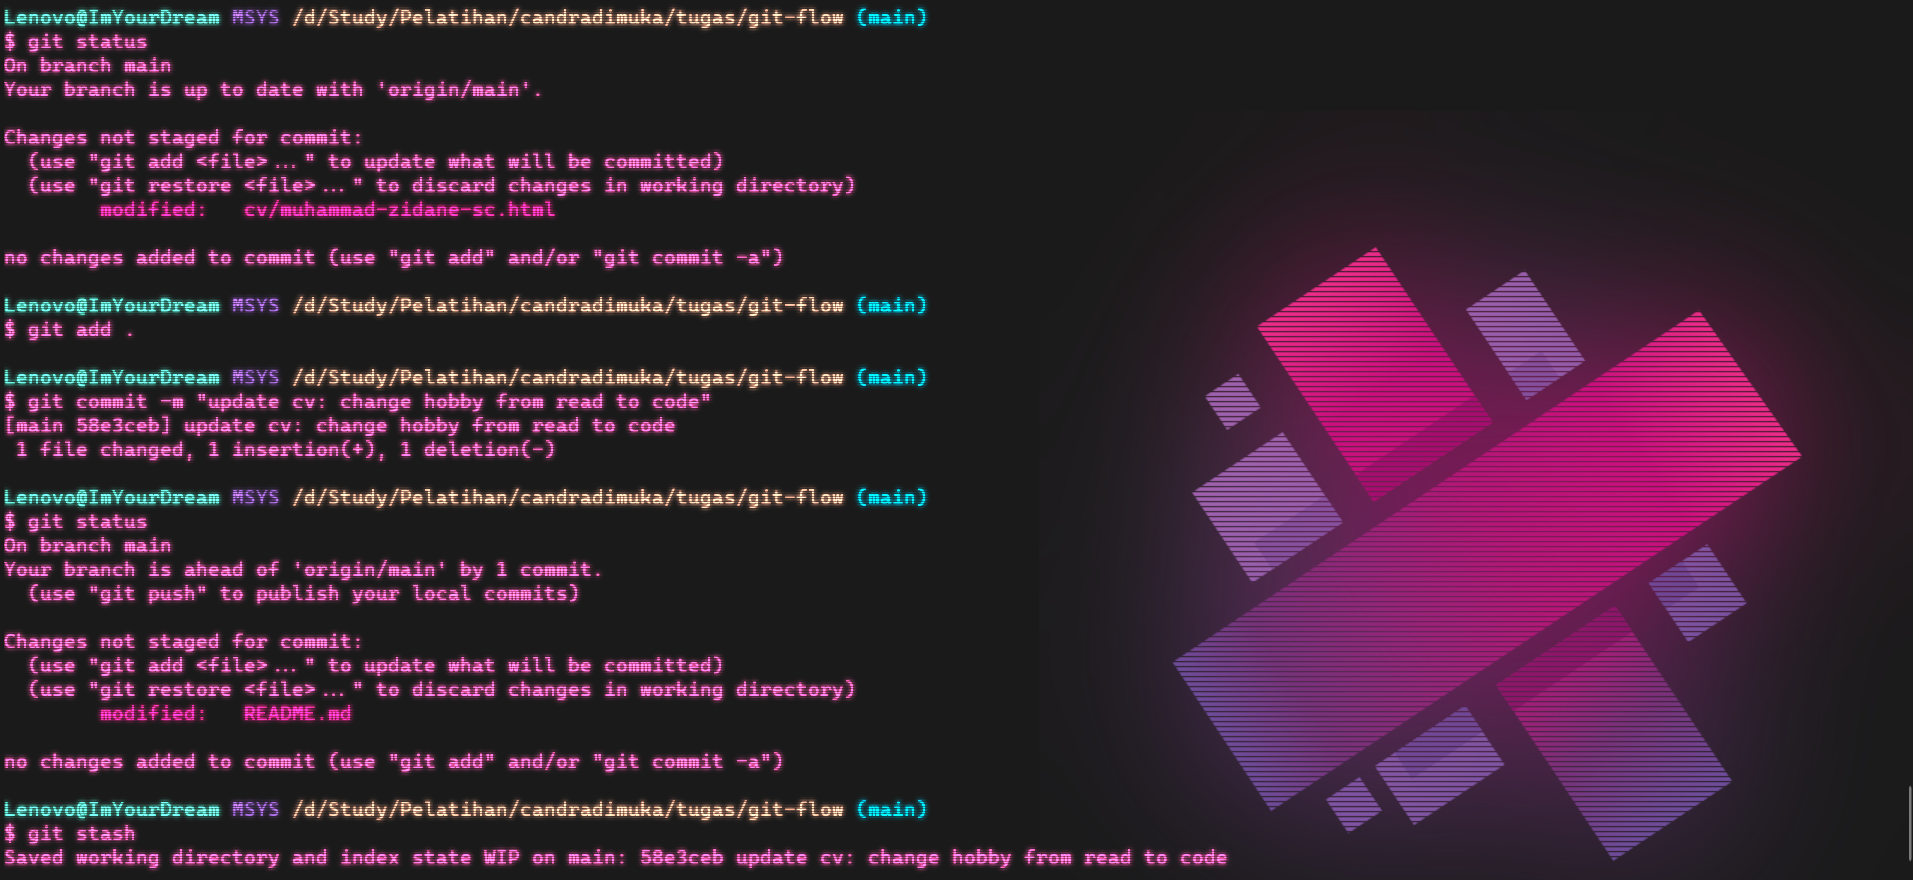 Lenovo@ImYourDream MSYS /d/Study/Pelatihan/candradimuka/tugas/git-flow (main)
$ git status
On branch main
Your branch is up to date with 'origin/main'.

Changes not staged for commit:
  (use "git add <file>..." to update what will be committed)
  (use "git restore <file>..." to discard changes in working directory)
        modified:   cv/muhammad-zidane-sc.html

no changes added to commit (use "git add" and/or "git commit -a")

Lenovo@ImYourDream MSYS /d/Study/Pelatihan/candradimuka/tugas/git-flow (main)
$ git add .

Lenovo@ImYourDream MSYS /d/Study/Pelatihan/candradimuka/tugas/git-flow (main)
$ git commit -m "update cv: change hobby from read to code"
[main 58e3ceb] update cv: change hobby from read to code
 1 file changed, 1 insertion(+), 1 deletion(-)

Lenovo@ImYourDream MSYS /d/Study/Pelatihan/candradimuka/tugas/git-flow (main)
$ git status
On branch main
Your branch is ahead of 'origin/main' by 1 commit.
  (use "git push" to publish your local commits)

Changes not staged for commit:
  (use "git add <file>..." to update what will be committed)
  (use "git restore <file>..." to discard changes in working directory)
        modified:   README.md

no changes added to commit (use "git add" and/or "git commit -a")

Lenovo@ImYourDream MSYS /d/Study/Pelatihan/candradimuka/tugas/git-flow (main)
$ git stash
Saved working directory and index state WIP on main: 58e3ceb update cv: change hobby from read to code